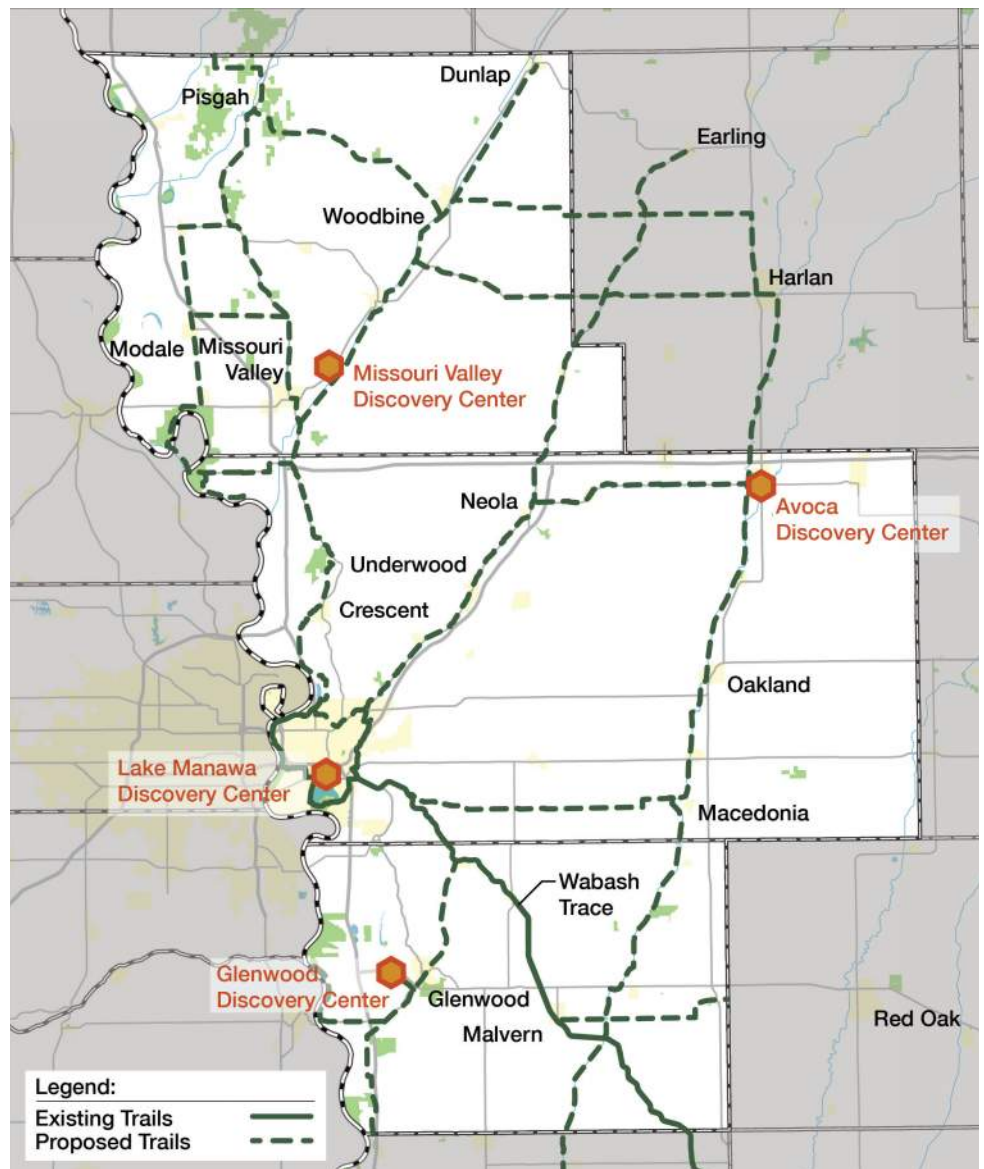 Dunlap
Pisgah
Earling
Woodbine
Harlan
Modale
Missouri
Valley
Missouri Valley
Discovery Center
Neola
Avoca
Discovery Center
Underwood
Crescent
Oakland
Lake Manawa
Discovery Center
Macedonia
Wabash
Trace
Glenwood
Discovery Center
Glenwood
Malvern
Red Oak
Legend:
Existing Trails
Proposed Trails